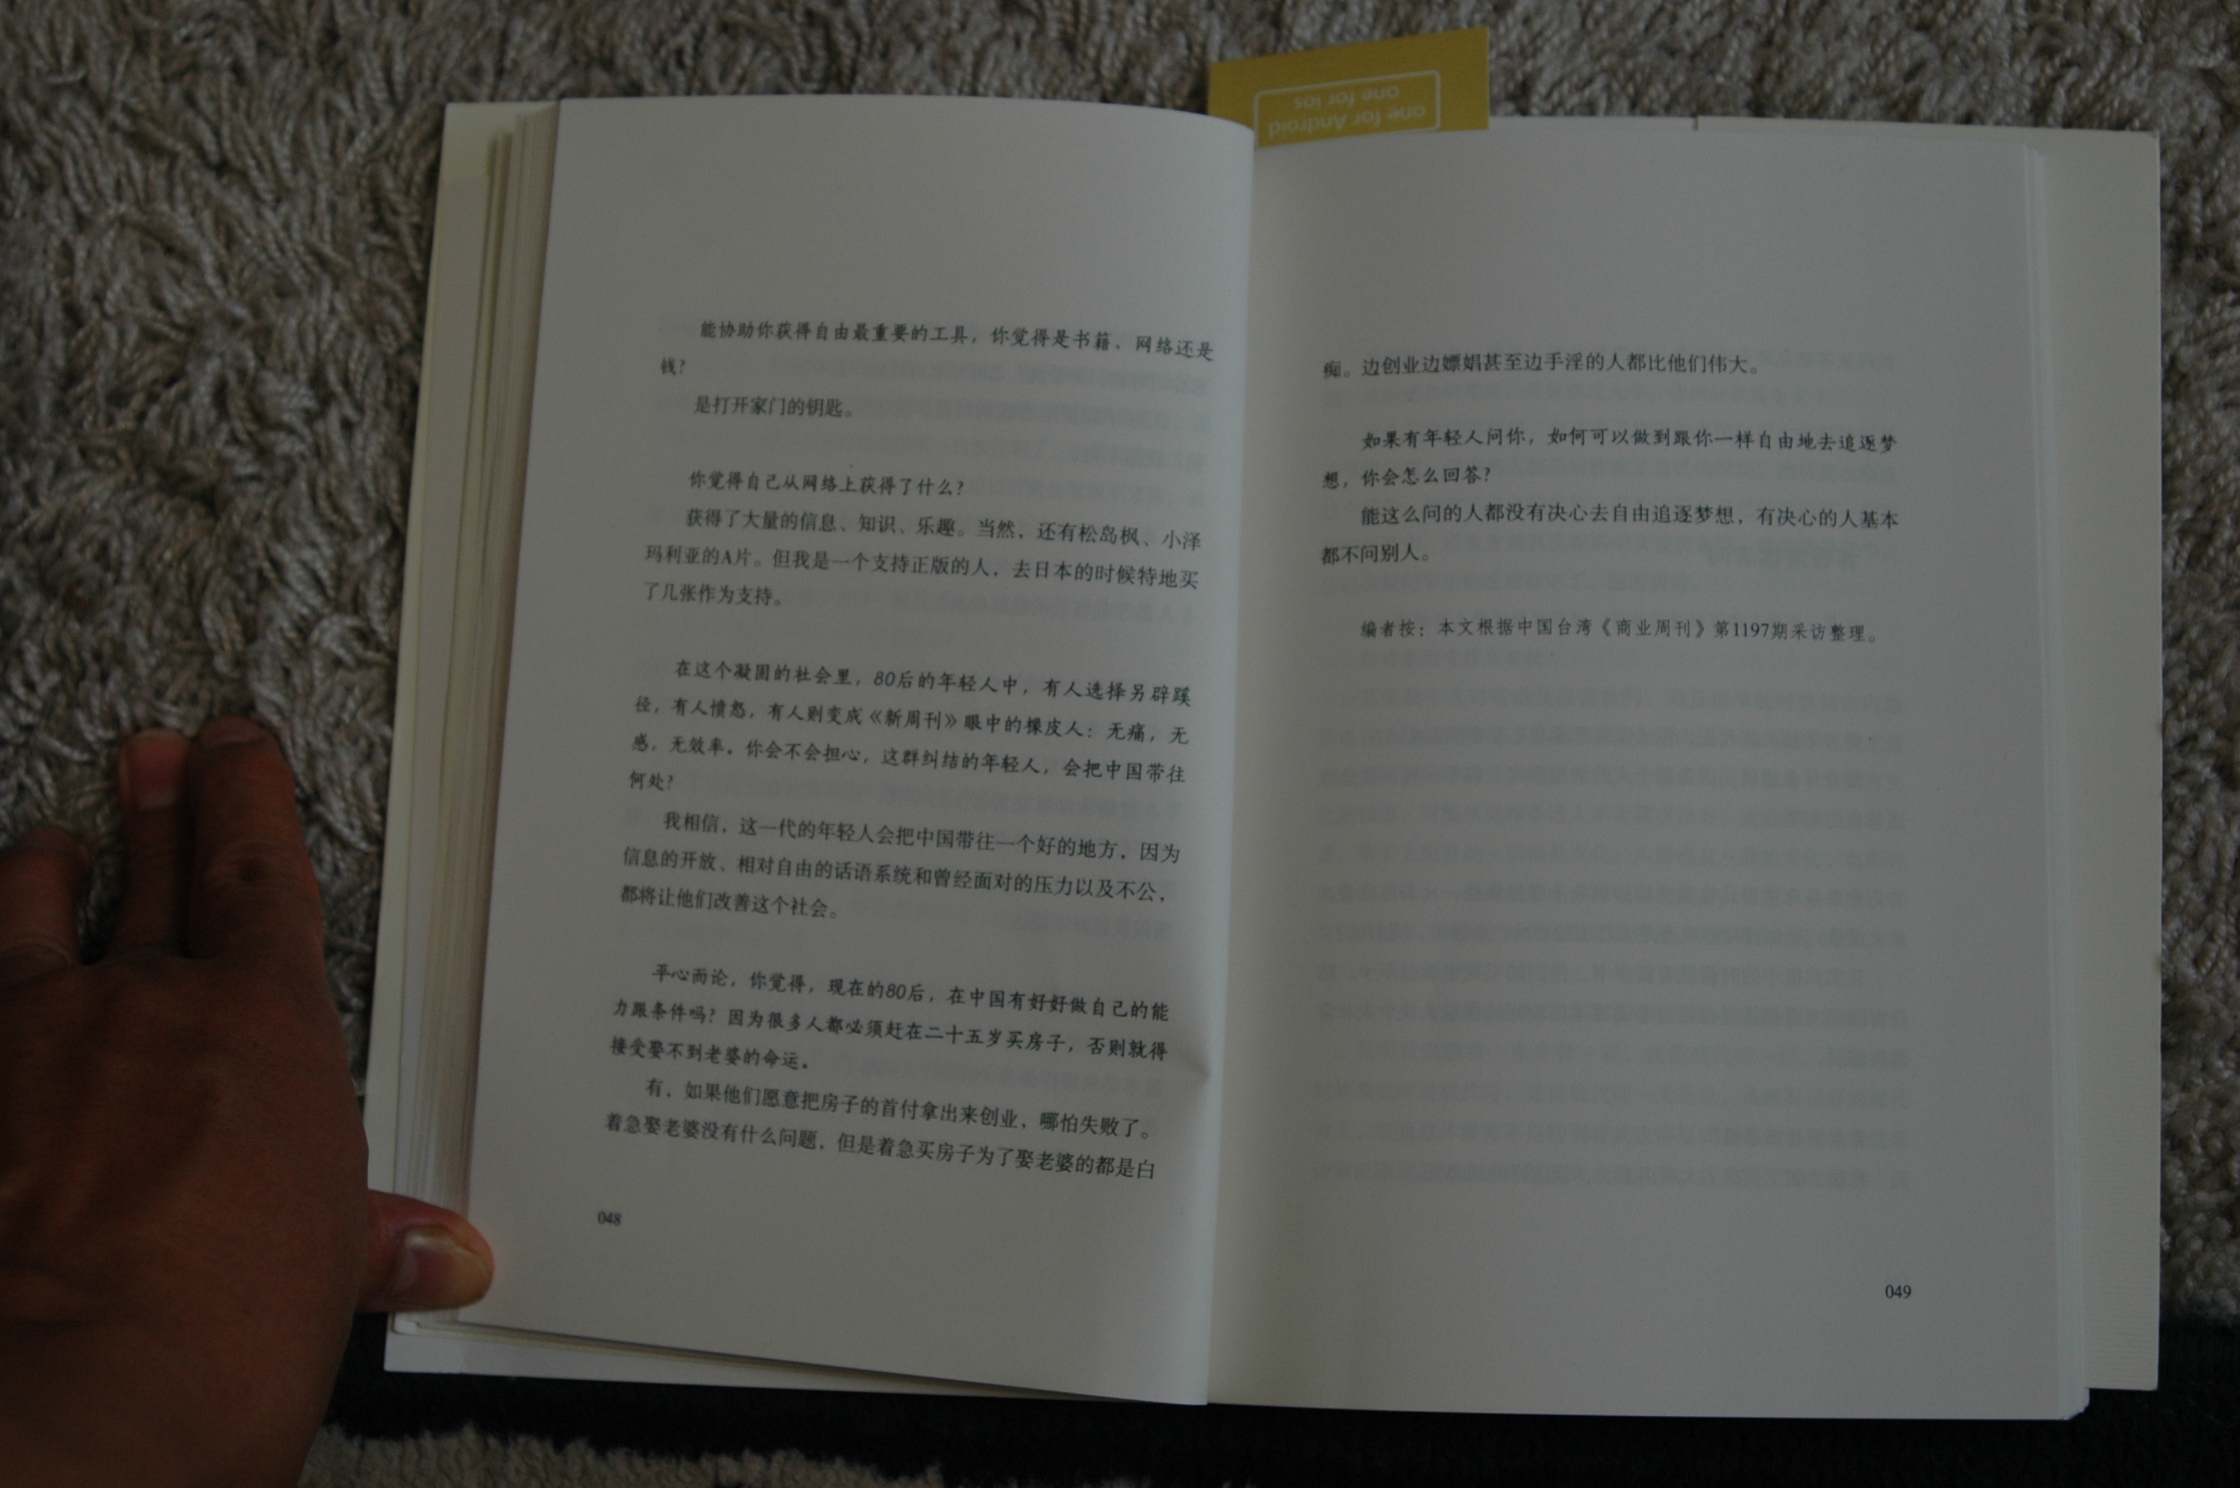 one for Android
one for ios
能协助你获得自由最重要的工具，你觉得是书籍、网络还是
钱？
是打开家门的钥匙。
你觉得自己从网络上获得了什么？
获得了大量的信息、知识、乐趣。当然，还有松岛枫、小泽
玛利亚的A片。但我是一个支持正版的人，去日本的时候特地买
了几张作为支持。
在这个凝固的社会里，80后的年轻人中，有人选择另辟蹊
径，有人愤怒，有人则变成《新周刊》眼中的橡皮人：无痛，无
感，无效率。你会不会担心，这群纠结的年轻人，会把中国带往
何处？
我相信，这一代的年轻人会把中国带往一个好的地方，因为
信息的开放、相对自由的话语系统和曾经面对的压力以及不公，
都将让他们改善这个社会。
平心而论，你觉得，现在的80后，在中国有好好做自己的能
力跟条件吗？因为很多人都必须赶在二十五岁买房子，否则就得
接受娶不到老婆的命运。
有，如果他们愿意把房子的首付拿出来创业，哪怕失败了。
着急娶老婆没有什么问题，但是着急买房子为了娶老婆的都是白
048
痴。边创业边嫖娼甚至边手淫的人都比他们伟大。
如果有年轻人问你，如何可以做到跟你一样自由地去追逐梦
想，你会怎么回答？
能这么问的人都没有决心去自由追逐梦想，有决心的人基本
都不问别人。
编者按：本文根据中国台湾《商业周刊》第1197期采访整理。
049